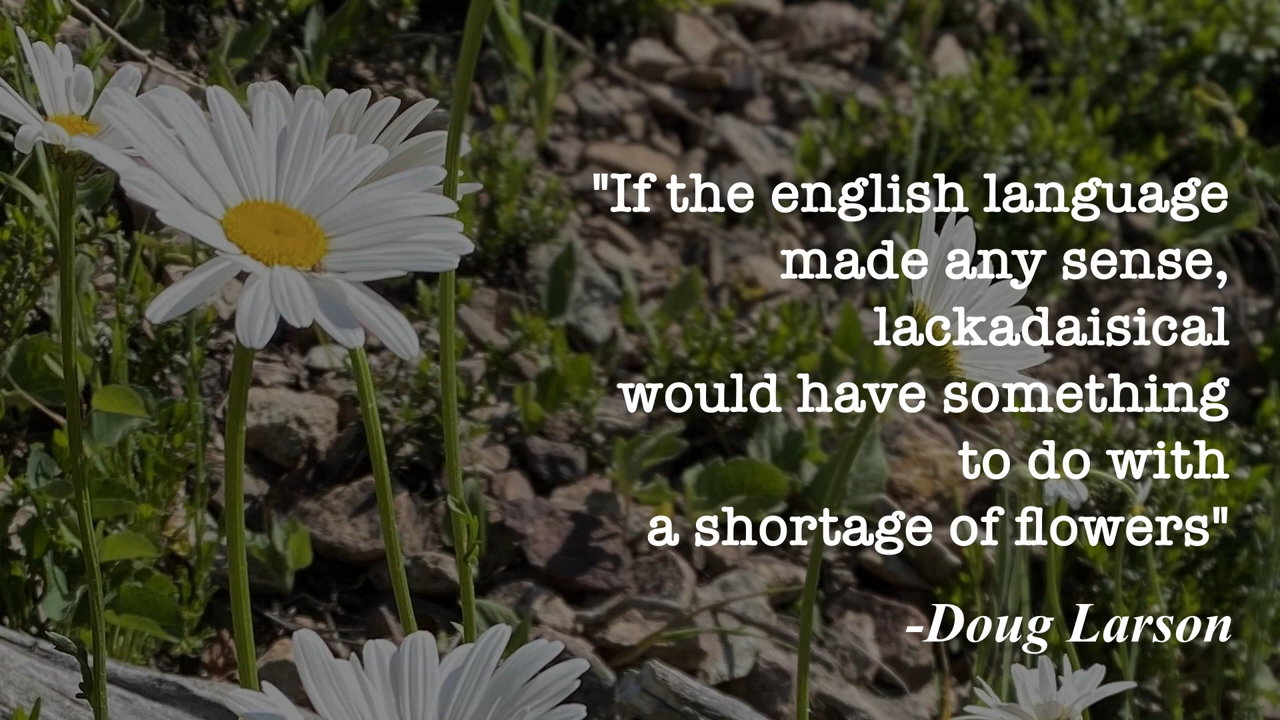 "If the english language
made any sense,
lackadaisical
would have something
to do with
a shortage of flowers"
-Doug Larson